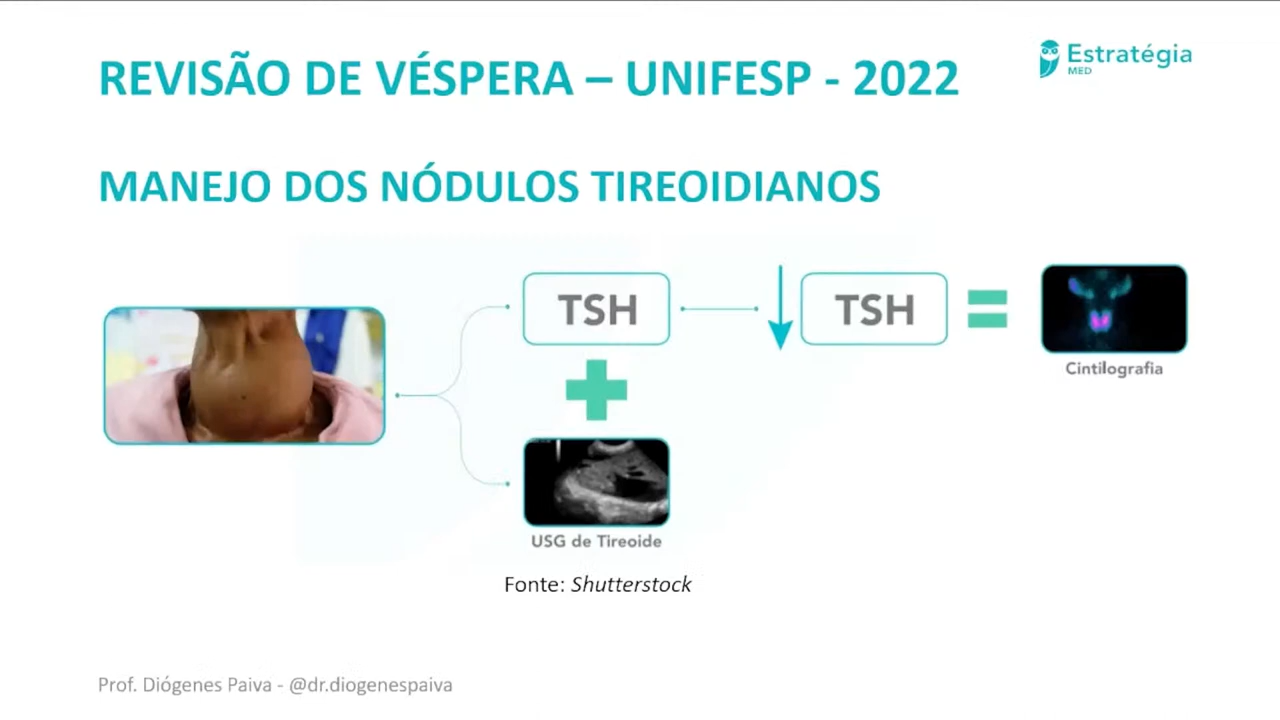 REVISÃO DE VÉSPERA – UNIFESP - 2022
Estratégia
MED
MANEJO DOS NÓDULOS TIREOIDIANOS
TSH
TSH
Cintilografia
USG de Tireoide
Fonte: Shutterstock
Prof. Diógenes Paiva - @dr.diogenespaiva